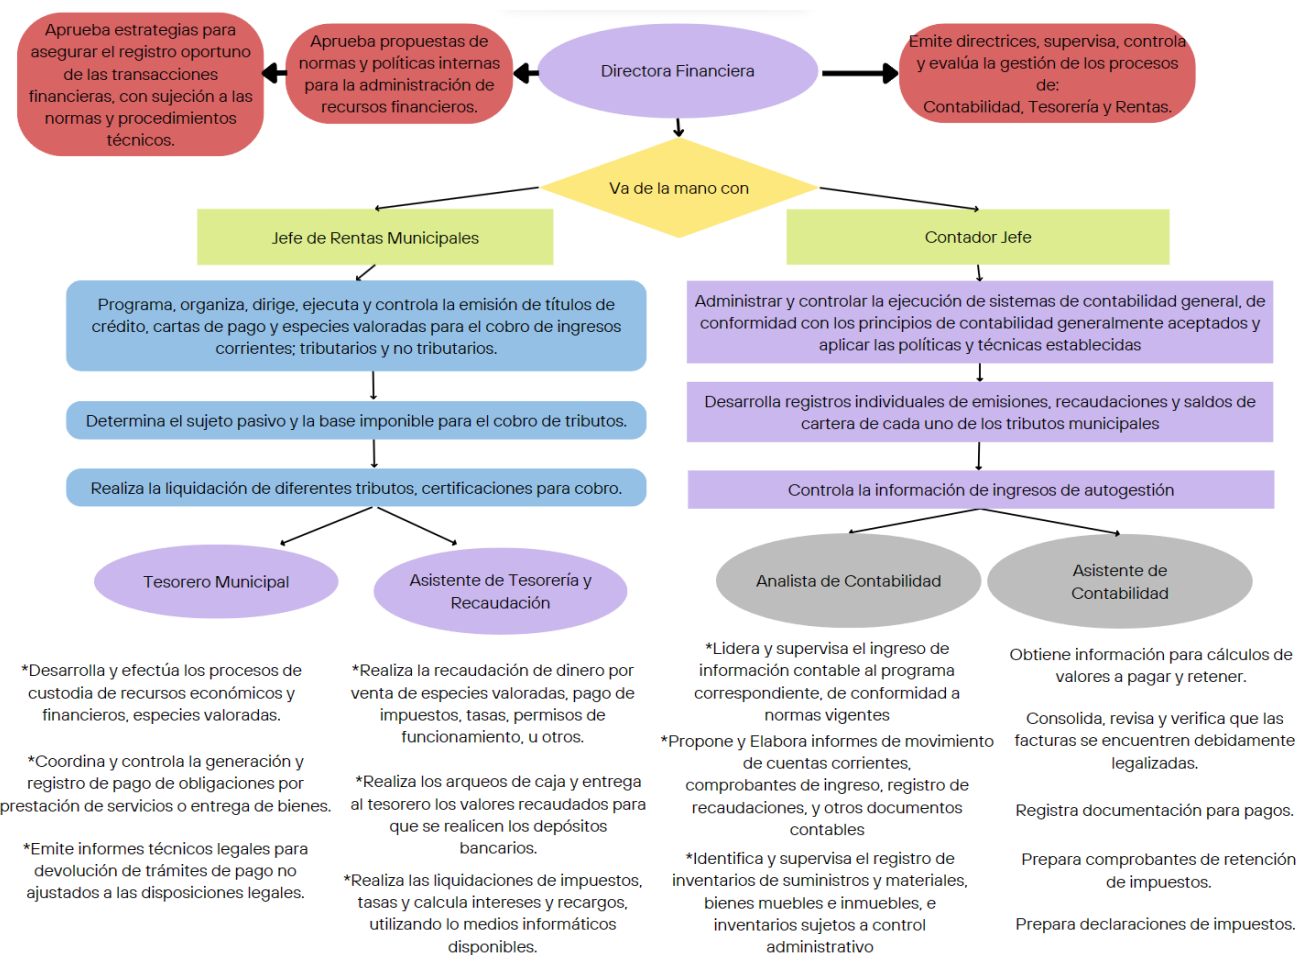 Aprueba estrategias para
asegurar el registro oportuno
de las transacciones
financieras, con sujeción a las
normas y procedimientos
técnicos.
Aprueba propuestas de
normas y políticas internas
para la administración de
recursos financieros.
Directora Financiera
Emite directrices, supervisa, controla
y evalúa la gestión de los procesos
de:
Contabilidad, Tesorería y Rentas.
Va de la mano con
Jefe de Rentas Municipales
Programa, organiza, dirige, ejecuta y controla la emisión de títulos de
crédito, cartas de pago y especies valoradas para el cobro de ingresos
corrientes; tributarios y no tributarios.
Determina el sujeto pasivo y la base imponible para el cobro de tributos.
Realiza la liquidación de diferentes tributos, certificaciones para cobro.
Contador Jefe
Administrar y controlar la ejecución de sistemas de contabilidad general, de
conformidad con los principios de contabilidad generalmente aceptados y
aplicar las políticas y técnicas establecidas
Desarrolla registros individuales de emisiones, recaudaciones y saldos de
cartera de cada uno de los tributos municipales
Controla la información de ingresos de autogestión
Tesorero Municipal
*Desarrolla y efectúa los procesos de
custodia de recursos económicos y
financieros, especies valoradas.
*Coordina y controla la generación y
registro de pago de obligaciones por
prestación de servicios o entrega de bienes.
*Emite informes técnicos legales para
devolución de trámites de pago no
ajustados a las disposiciones legales.
Asistente de Tesorería y
Recaudación
*Realiza la recaudación de dinero por
venta de especies valoradas, pago de
impuestos, tasas, permisos de
funcionamiento, u otros.
*Realiza los arqueos de caja y entrega
al tesorero los valores recaudados para
que se realicen los depósitos
bancarios.
*Realiza las liquidaciones de impuestos,
tasas y calcula intereses y recargos,
utilizando lo medios informáticos
disponibles.
Analista de Contabilidad
*Lidera y supervisa el ingreso de
información contable al programa
correspondiente, de conformidad a
normas vigentes
*Propone y Elabora informes de movimiento
de cuentas corrientes,
comprobantes de ingreso, registro de
recaudaciones, y otros documentos
contables
*Identifica y supervisa el registro de
inventarios de suministros y materiales,
bienes muebles e inmuebles, e
inventarios sujetos a control
administrativo
Asistente de
Contabilidad
Obtiene información para cálculos de
valores a pagar y retener.
Consolida, revisa y verifica que las
facturas se encuentren debidamente
legalizadas.
Registra documentación para pagos.
Prepara comprobantes de retención
de impuestos.
Prepara declaraciones de impuestos.